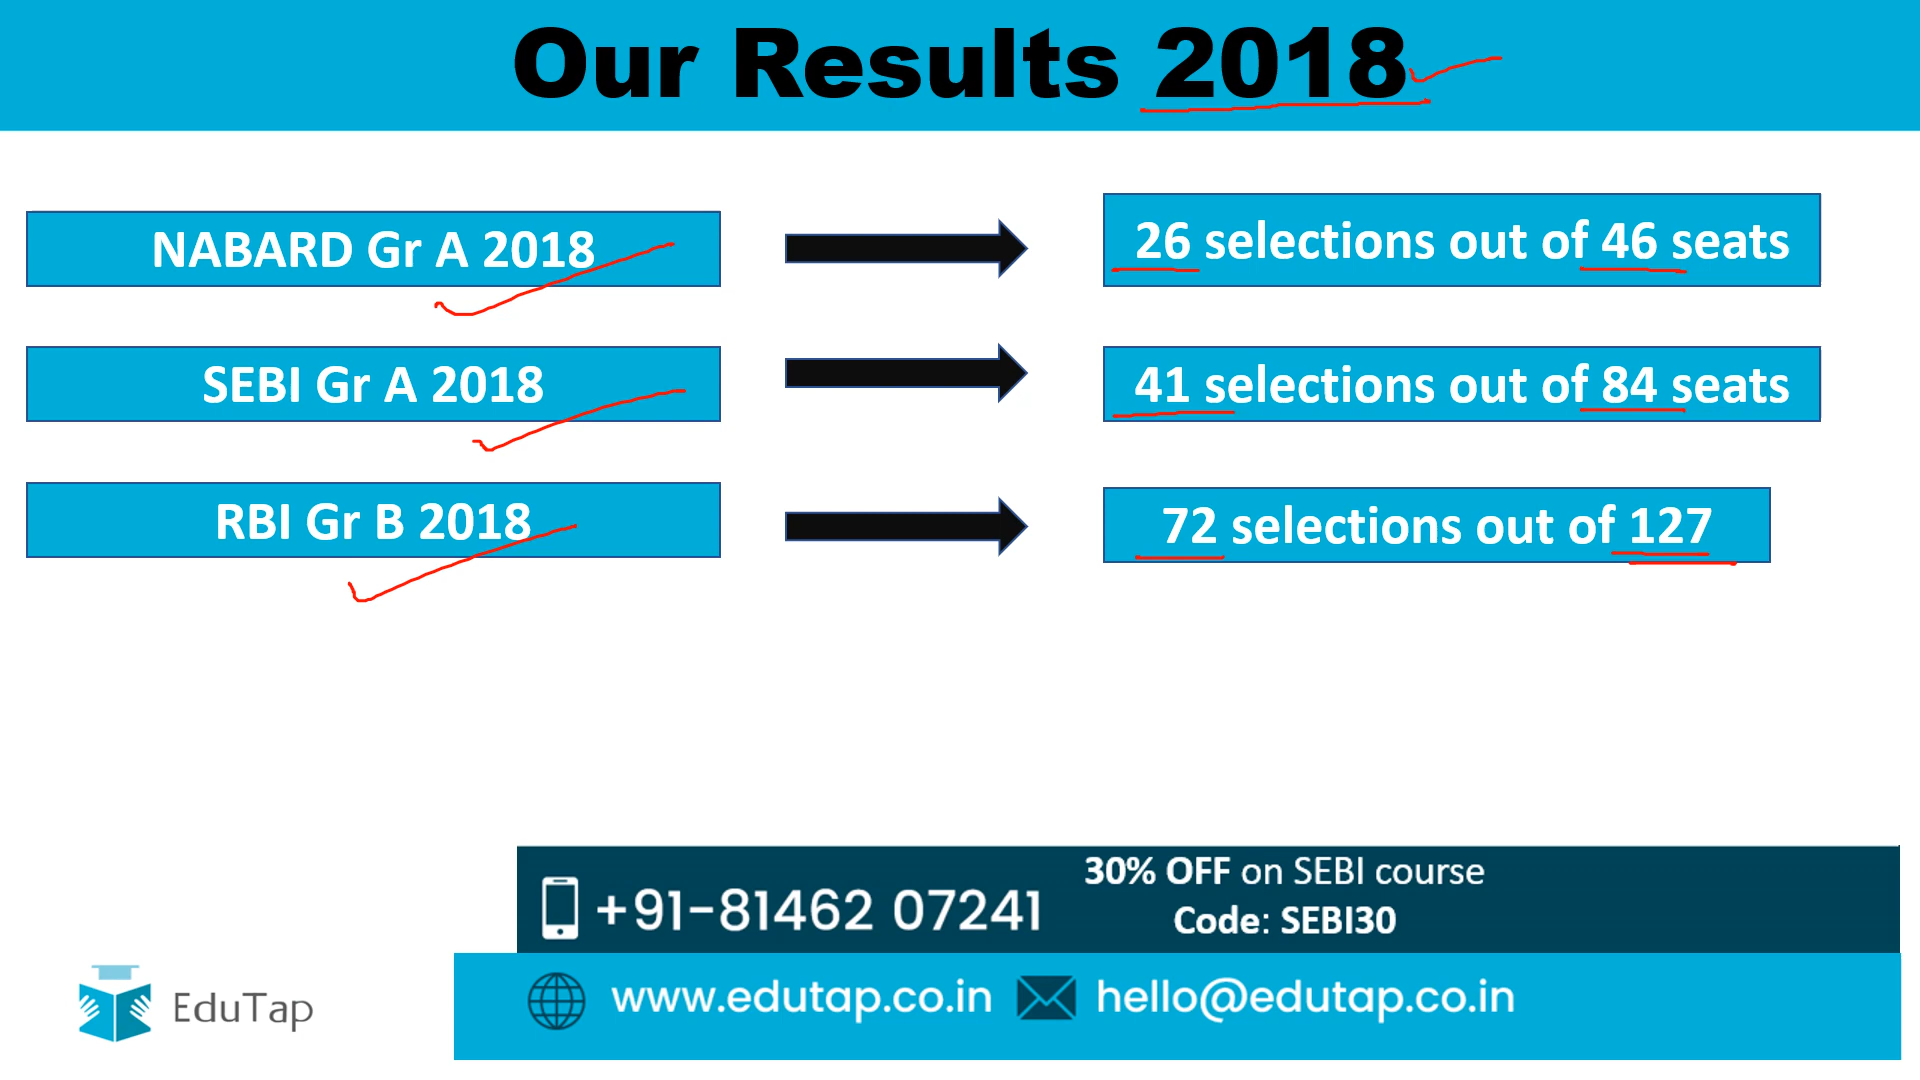 Our Results 2018
NABARD Gr A 2018
26 selections out of 46 seats
SEBI Gr A 2018
41 selections out of 84 seats
RBI Gr B 2018
72 selections out of 127
30% OFF on SEBI course
+91-81462 07241
Code: SEBI30
EduTap
www.edutap.co.in
hello@edutap.co.in